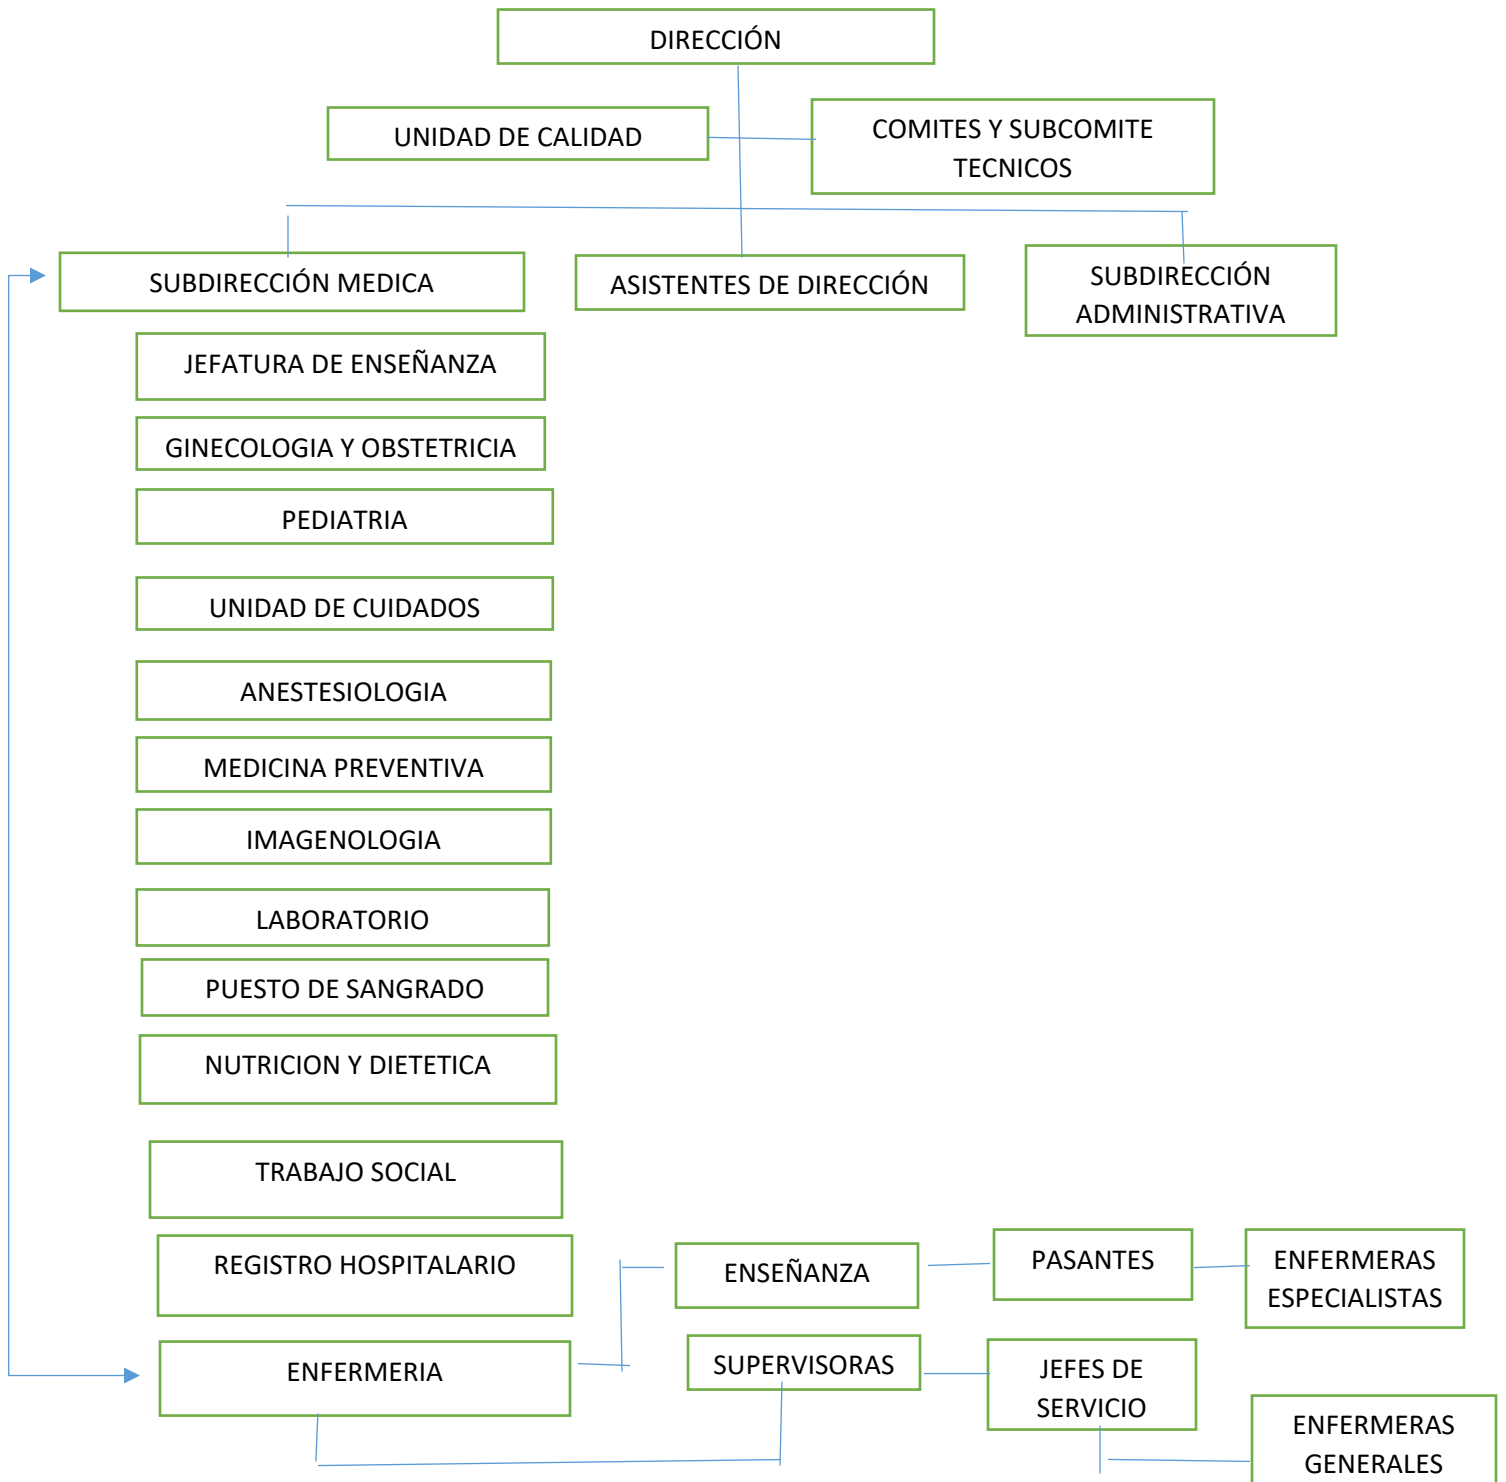 DIRECCIÓN
UNIDAD DE CALIDAD
COMITES Y SUBCOMITE
TECNICOS
SUBDIRECCIÓN MEDICA
ASISTENTES DE DIRECCIÓN
SUBDIRECCIÓN
ADMINISTRATIVA
JEFATURA DE ENSEÑANZA
GINECOLOGIA Y OBSTETRICIA
PEDIATRIA
UNIDAD DE CUIDADOS
ANESTESIOLOGIA
MEDICINA PREVENTIVA
IMAGENOLOGIA
LABORATORIO
PUESTO DE SANGRADO
NUTRICION Y DIETETICA
TRABAJO SOCIAL
REGISTRO HOSPITALARIO
ENSEÑANZA
PASANTES
ENFERMERAS
ESPECIALISTAS
ENFERMERIA
SUPERVISORAS
JEFES DE
SERVICIO
ENFERMERAS
GENERALES